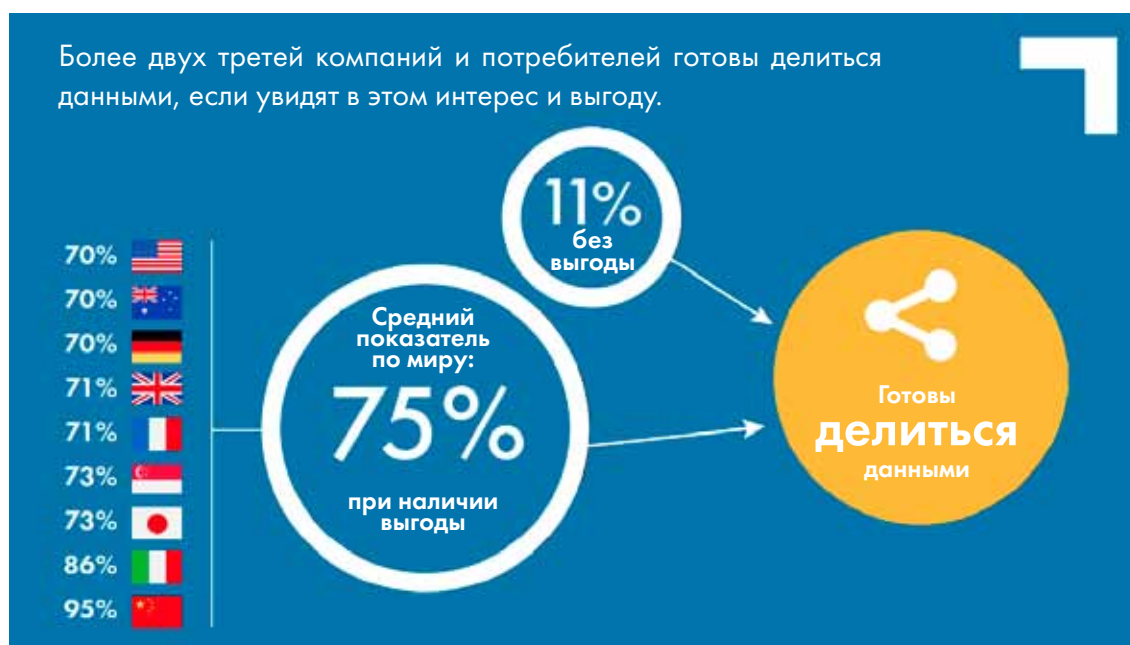 Более двух третей компаний и потребителей готовы делиться
данными, если увидят в этом интерес и выгоду.
11%
без
выгоды
70%
70%
70%
71%
71%
73%
73%
86%
95%
Средний
показатель
по миру:
75%
при наличии
выгоды
Готовы
делиться
данными